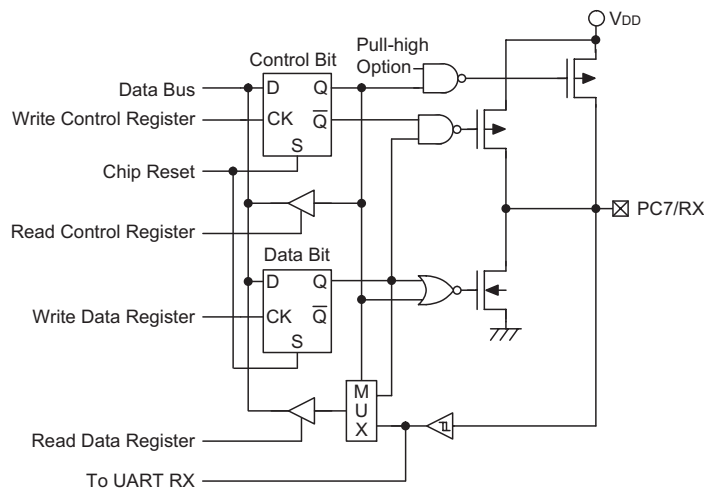 VDD
Control Bit
Pull-high
Option
Data Bus
D
Q
Write Control Register
CK
Q
S
Chip Reset
PC7/RX
Read Control Register
Data Bit
D
Q
Write Data Register
CK
Q
S
M
U
X
Read Data Register
To UART RX